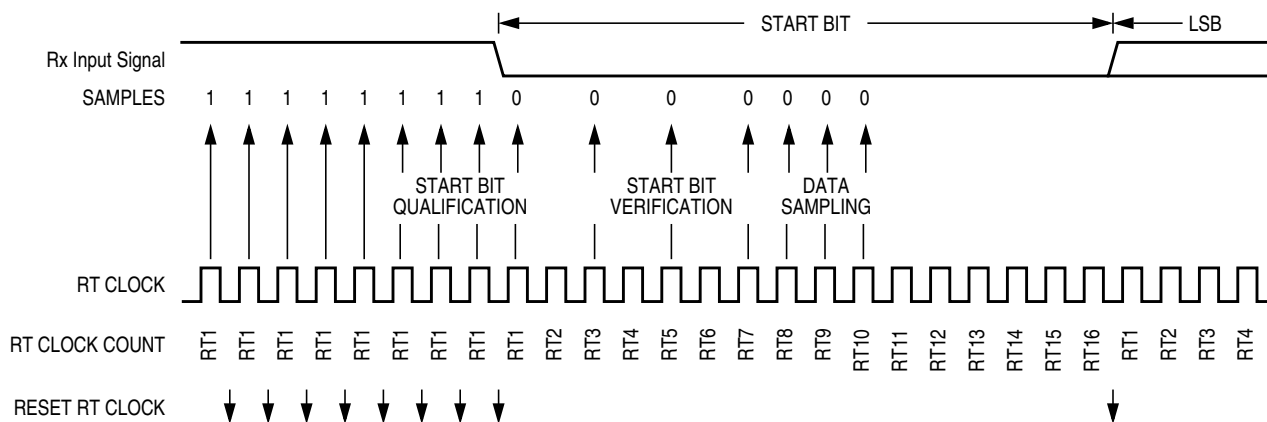 START BIT LSB
Rx Input Signal
SAMPLES 1 1 1 1 1 1 1 1 0 0 0 0 0 0 0
START BIT QUALIFICATION START BIT VERIFICATION DATA SAMPLING
RT CLOCK
RT CLOCK COUNT RT1 RT1 RT1 RT1 RT1 RT1 RT1 RT1 RT1 RT2 RT3 RT4 RT5 RT6 RT7 RT8 RT9 RT10 RT11 RT12 RT13 RT14 RT15 RT16 RT1 RT2 RT3 RT4
RESET RT CLOCK